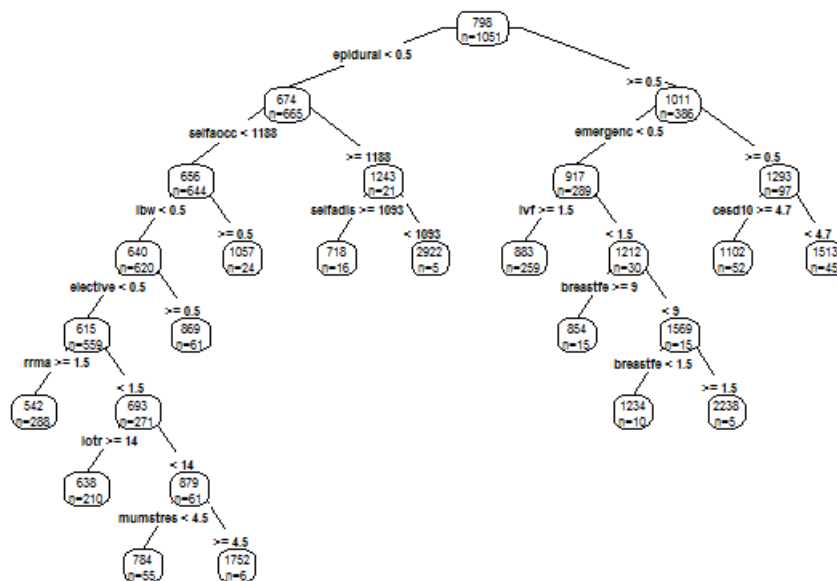 798
n=1051
epidural < 0.5
>= 0.5
674
n=665
1011
n=386
selfaocc < 1188
>= 1188
emergenc < 0.5
>= 0.5
656
n=644
1243
n=21
917
n=289
1293
n=97
lbw < 0.5
>= 0.5
selfadis >= 1093
< 1093
ivf >= 1.5
< 1.5
cesd10 >= 4.7
< 4.7
640
n=620
1057
n=24
718
n=16
2922
n=5
883
n=259
1212
n=30
1102
n=52
1513
n=45
elective < 0.5
>= 0.5
breastfe >= 9
< 9
615
n=559
869
n=61
854
n=15
1569
n=15
rrma >= 1.5
< 1.5
breastfe < 1.5
>= 1.5
542
n=288
693
n=271
1234
n=10
2238
n=5
lotr >= 14
< 14
638
n=210
879
n=61
mumstres < 4.5
>= 4.5
784
n=55
1752
n=6